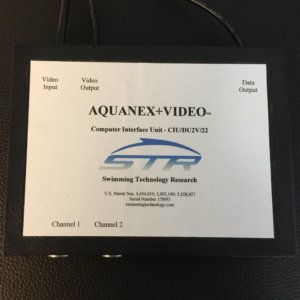 Video Input
Video Output
Data Output
AQUANEX+VIDEO™
Computer Interface Unit - CIU/DU2V/22
STR
Swimming Technology Research
U.S. Patent Nos. 4,654,010; 5,005,140; 5,258,927
Serial Number 17093
swimmingtechnology.com
Channel 1
Channel 2